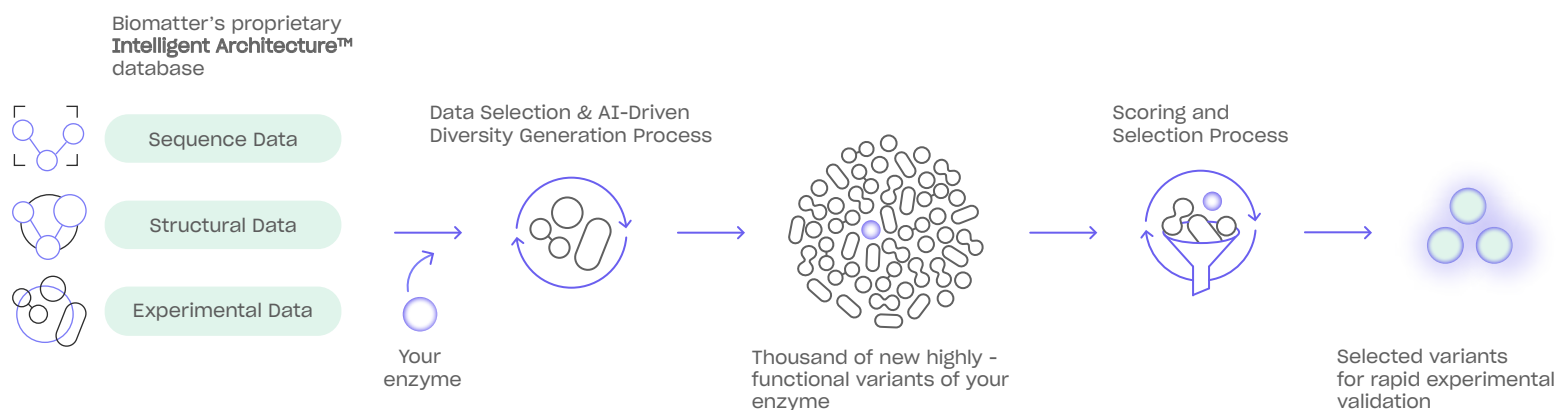 Biomatter's proprietary
Intelligent Architecture™
database
Sequence Data
Structural Data
Experimental Data
Your
enzyme
Data Selection & AI-Driven
Diversity Generation Process
Thousand of new highly -
functional variants of your
enzyme
Scoring and
Selection Process
Selected variants
for rapid experimental
validation